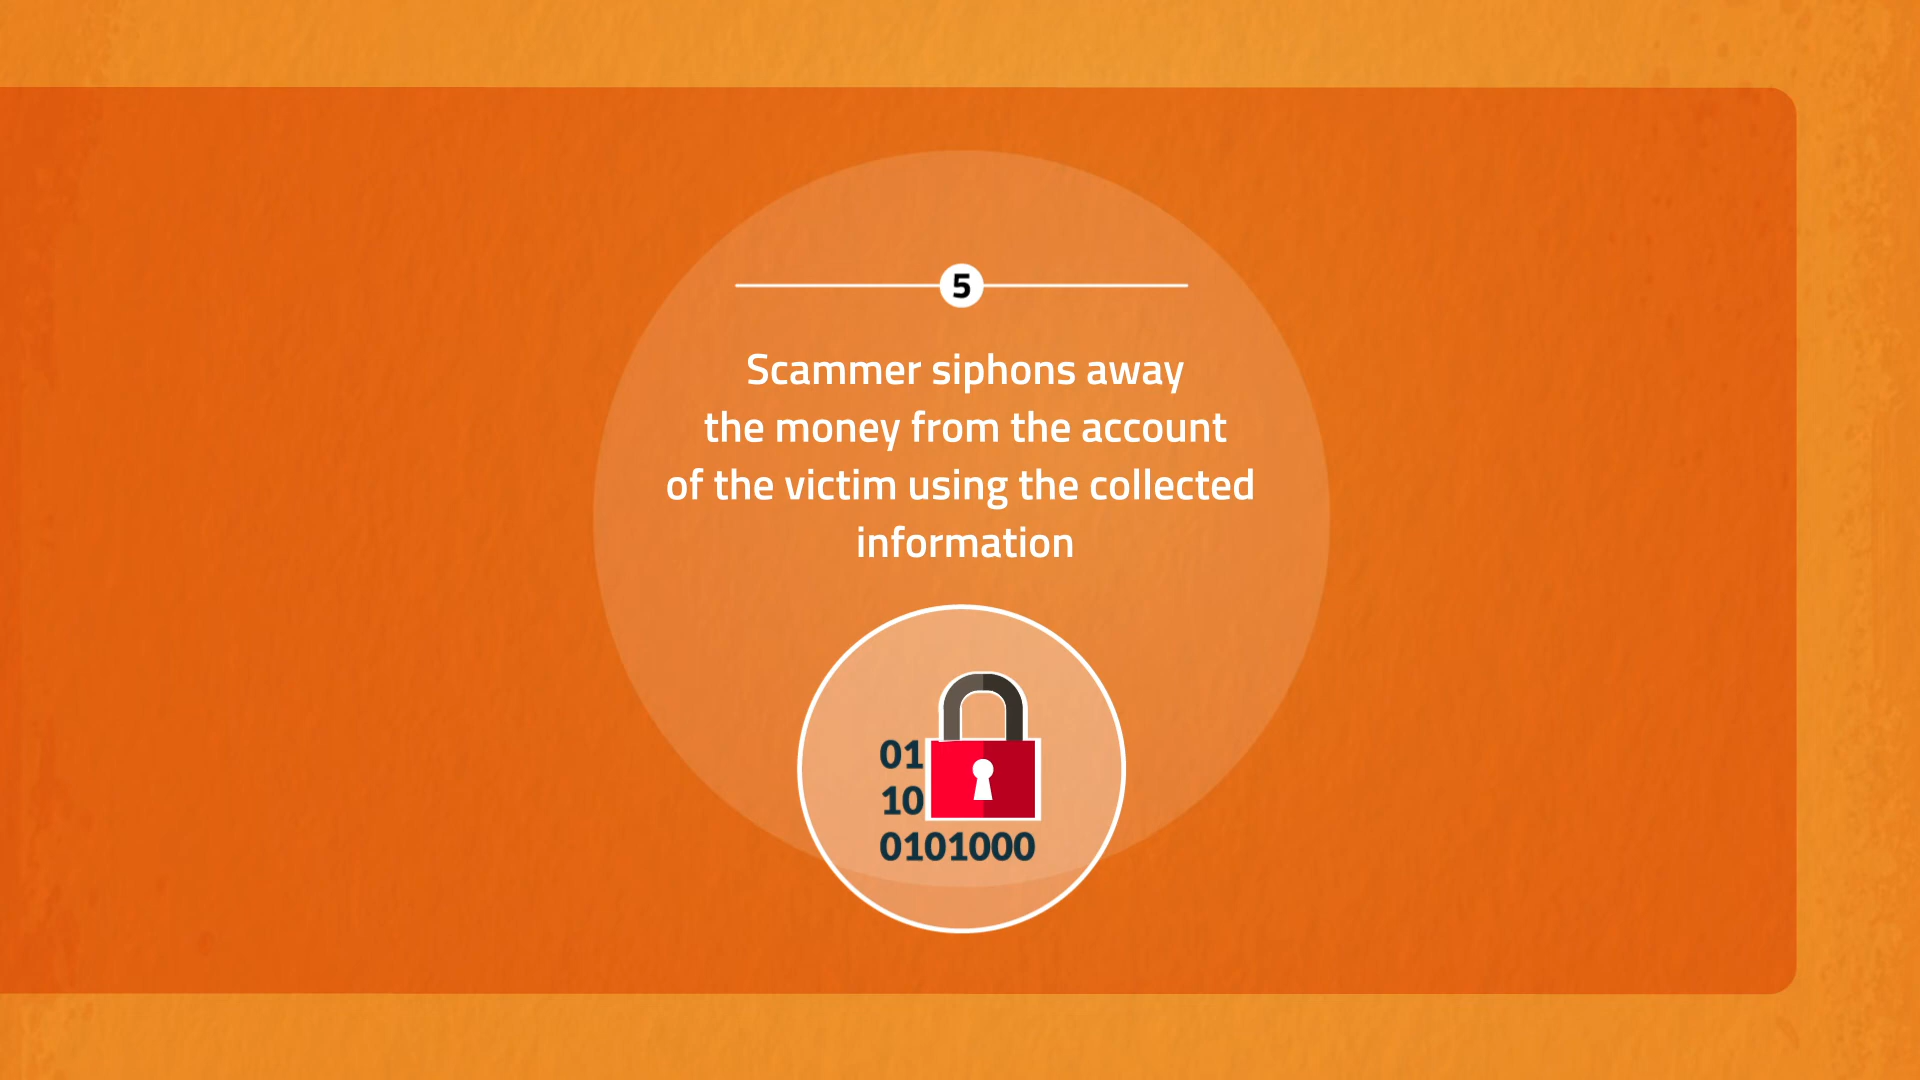 5
Scammer siphons away
the money from the account
of the victim using the collected
information
01
10
0101000